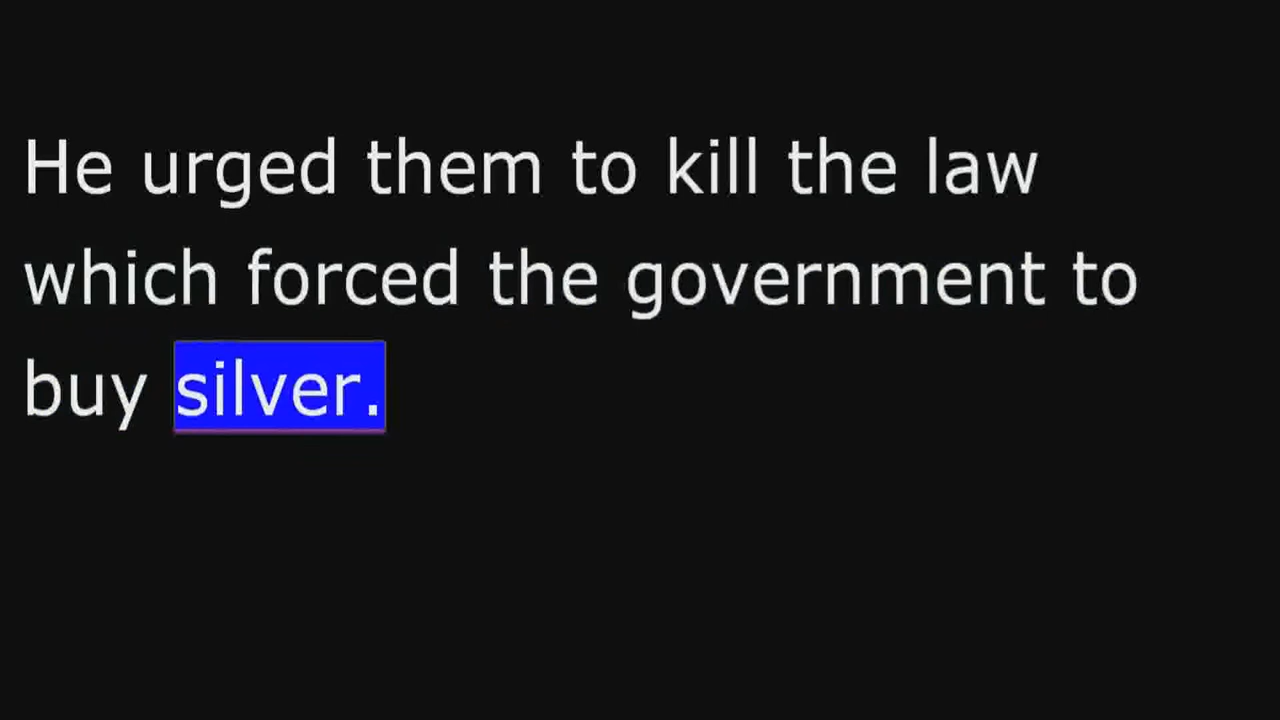 He urged them to kill the law
which forced the government to
buy silver.